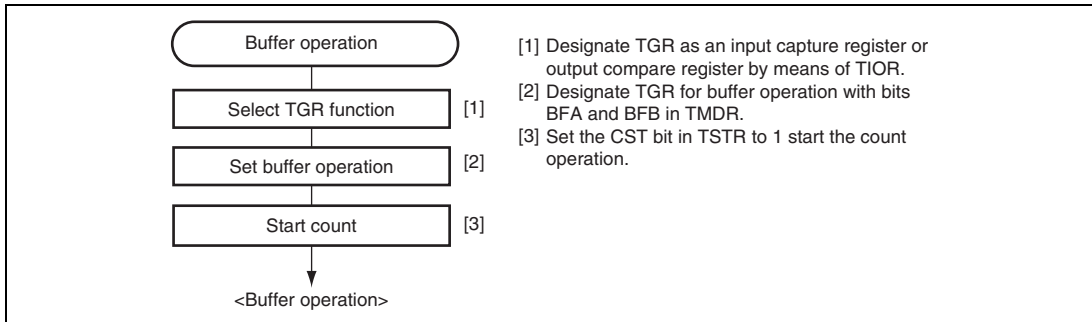 Buffer operation
Select TGR function [1]
Set buffer operation [2]
Start count [3]
<Buffer operation>
[1] Designate TGR as an input capture register or
output compare register by means of TIOR.
[2] Designate TGR for buffer operation with bits
BFA and BFB in TMDR.
[3] Set the CST bit in TSTR to 1 start the count
operation.